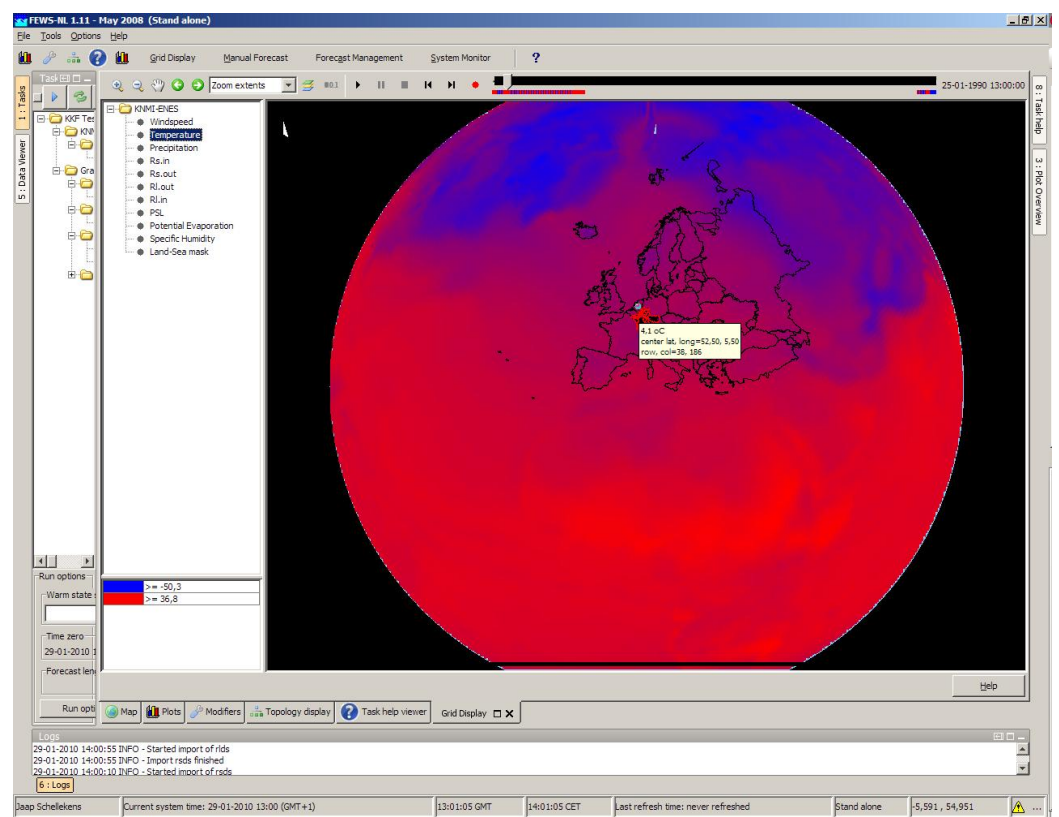 FEWS-NL 1.11 - May 2008 (Stand alone)
File Tools Options Help
Grid Display Manual Forecast Forecast Management System Monitor ?
Task
Zoom extents
25-01-1990 13:00:00
1 : Tasks
5 : Data Viewer
8 : Task help
3 : Plot Overview
KKF Tes
KNM
Gra
KNMI-ENES
Windspeed
Temperature
Precipitation
Rs.in
Rs.out
Rl.out
Rl.in
PSL
Potential Evaporation
Specific Humidity
Land-Sea mask
4,1 oC
center lat, long=52,50, 5,50
row, col=38, 186
>= -50,3
>= 36,8
Run options
Warm state s
Time zero
29-01-2010 1
Forecast len
Run opti
Help
Map Plots Modifiers Topology display Task help viewer Grid Display
Logs
29-01-2010 14:00:55 INFO - Started import of rlds
29-01-2010 14:00:55 INFO - Import rsds finished
29-01-2010 14:00:10 INFO - Started import of rsds
6 : Logs
Jaap Schellekens Current system time: 29-01-2010 13:00 (GMT+1) 13:01:05 GMT 14:01:05 CET Last refresh time: never refreshed Stand alone -5,591 , 54,951 ...